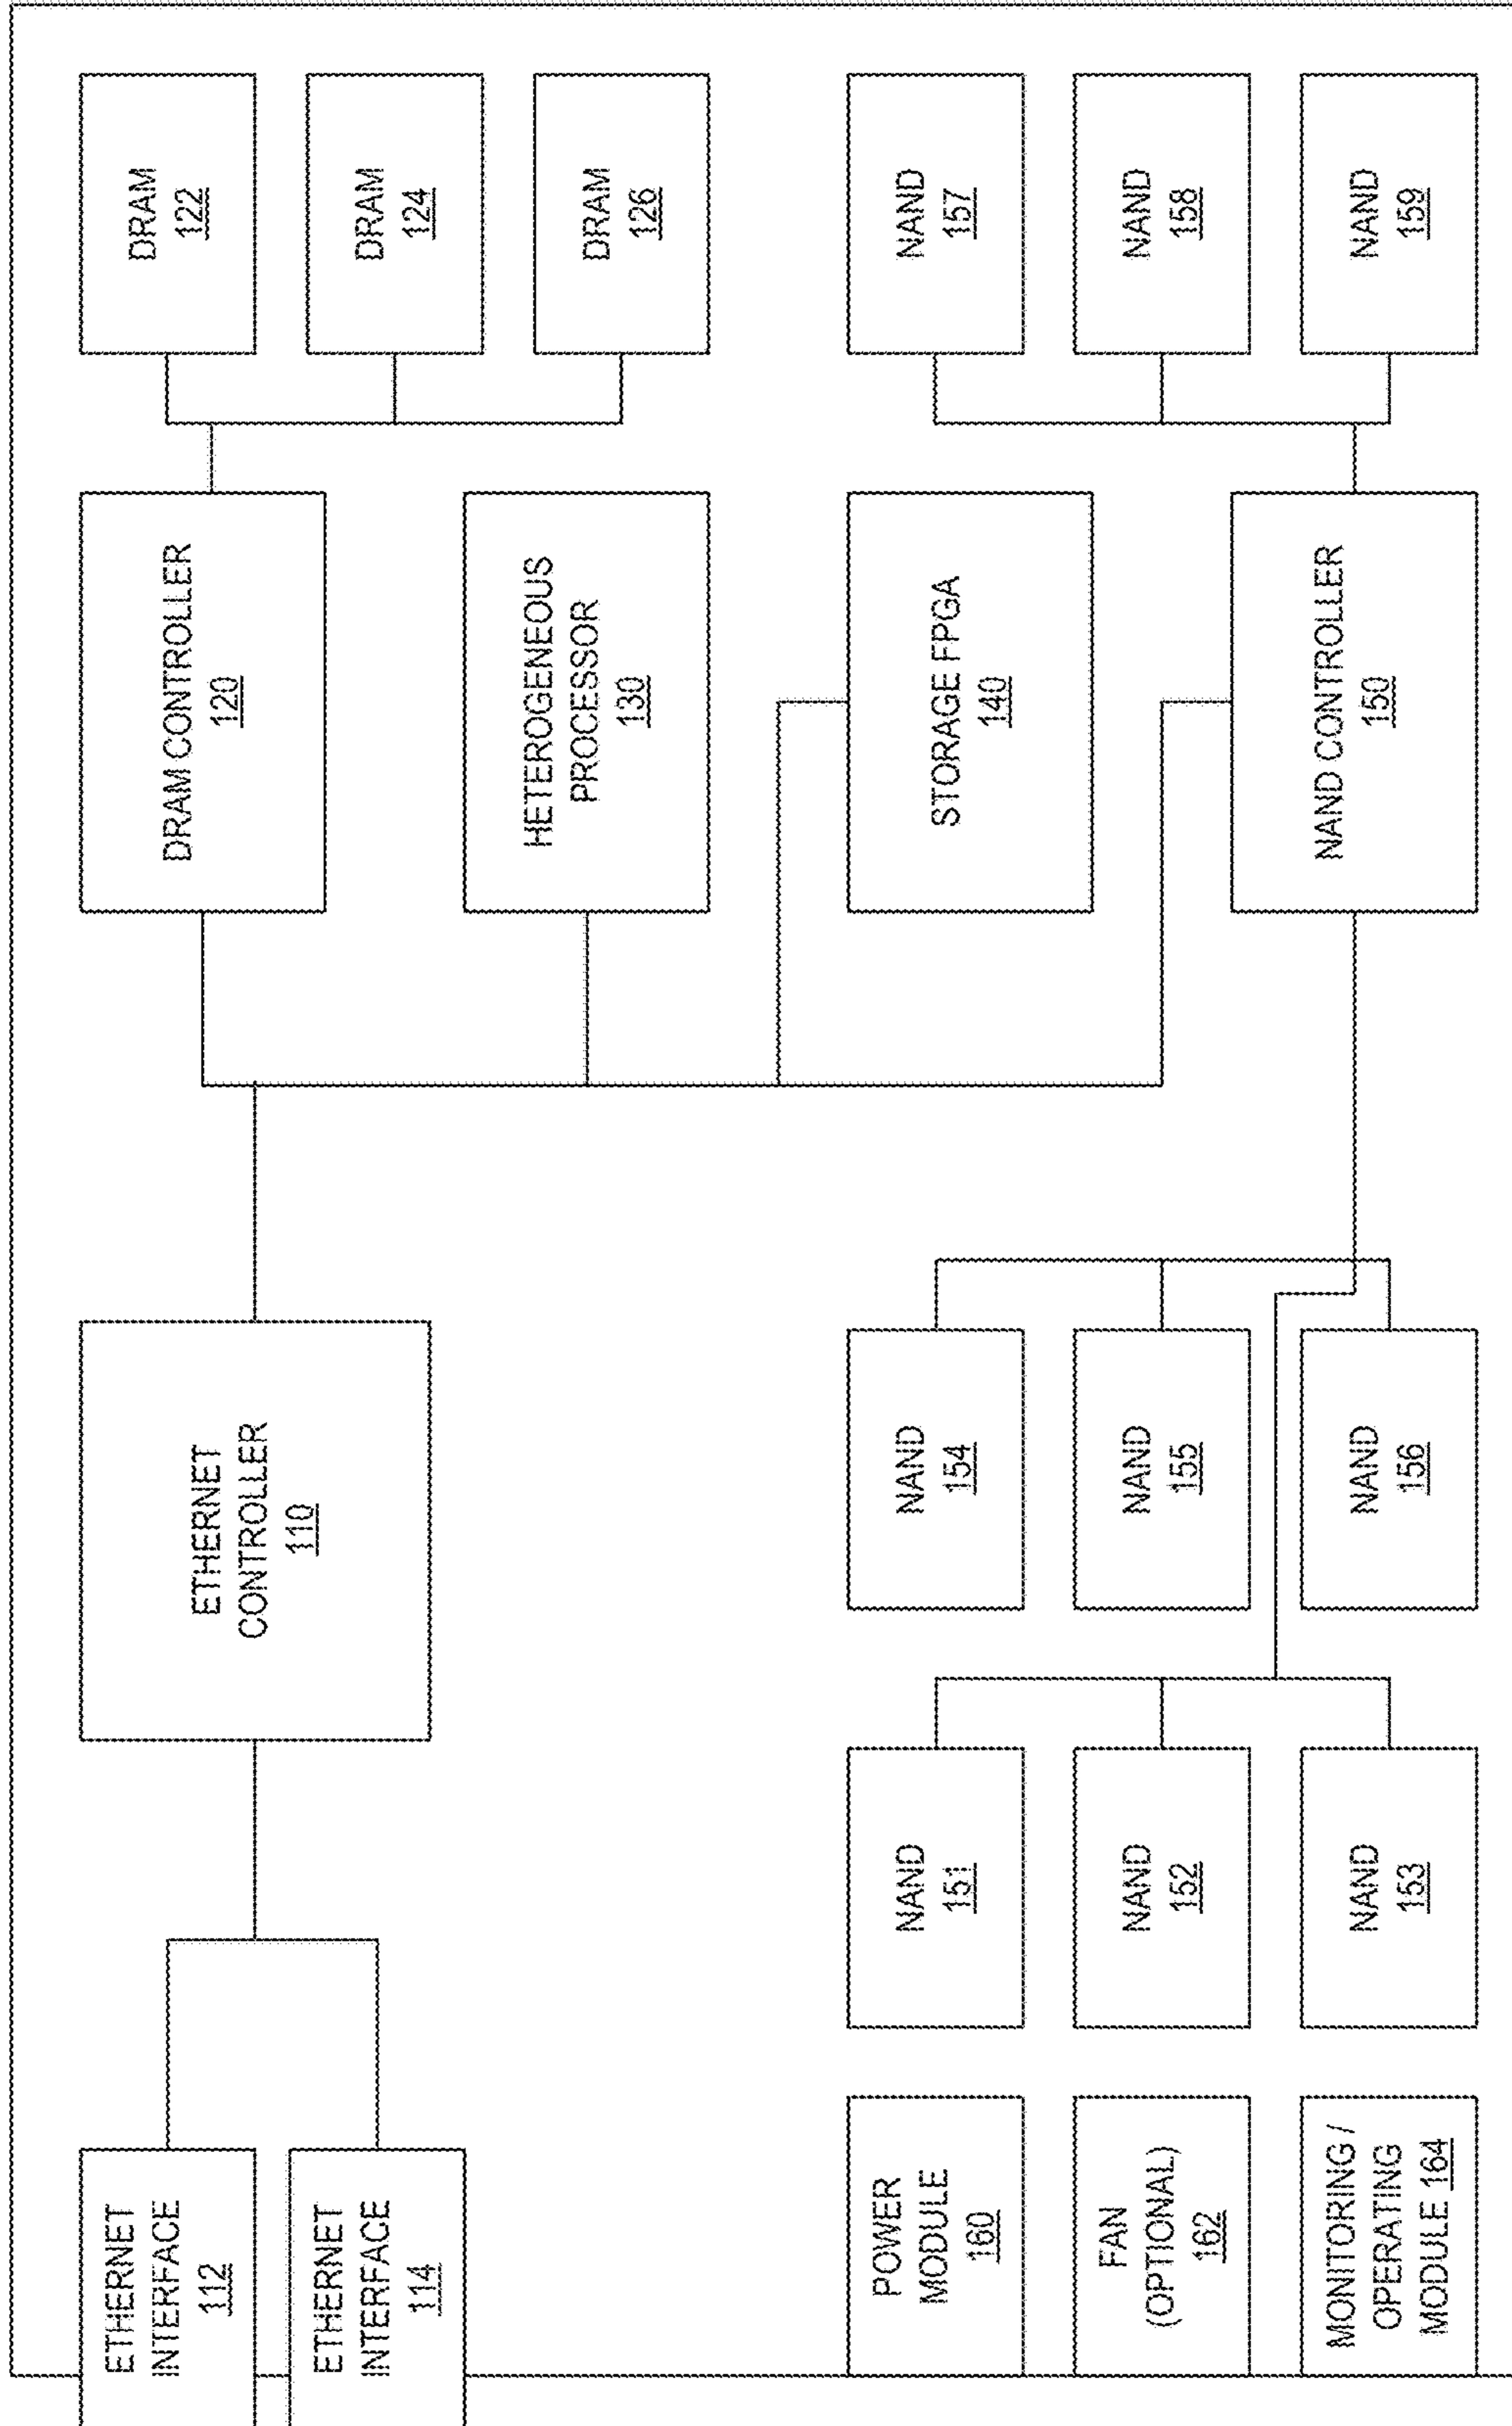 ETHERNET
INTERFACE
112
ETHERNET
INTERFACE
114
ETHERNET
CONTROLLER
110
DRAM CONTROLLER
120
DRAM
122
DRAM
124
DRAM
126
HETEROGENEOUS
PROCESSOR
130
STORAGE FPGA
140
NAND CONTROLLER
150
POWER
MODULE
160
NAND
151
NAND
154
NAND
157
FAN
(OPTIONAL)
162
NAND
152
NAND
155
NAND
158
MONITORING /
OPERATING
MODULE 164
NAND
153
NAND
156
NAND
159